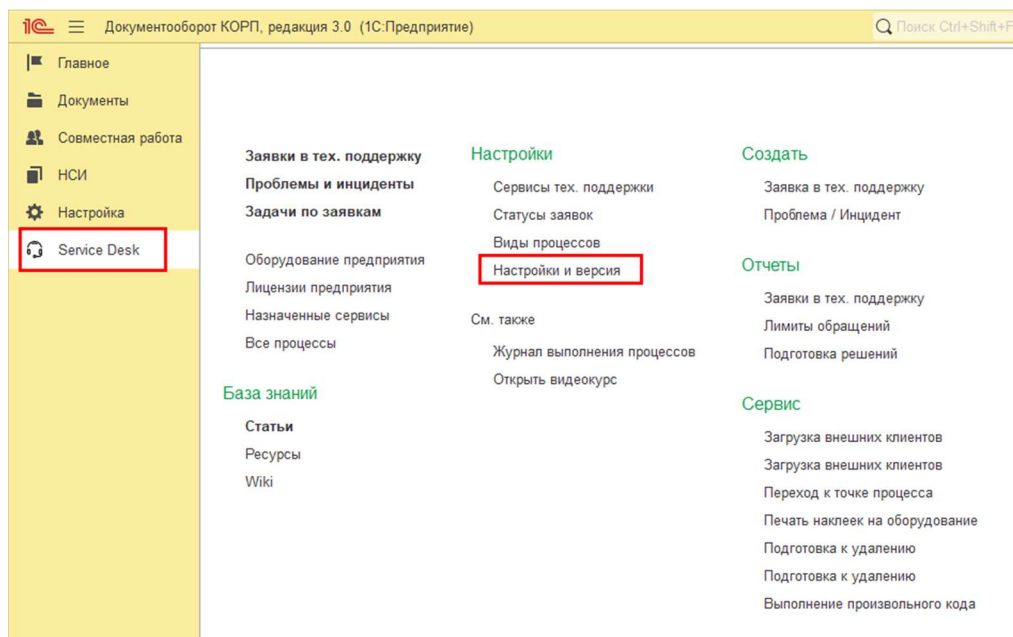 1С Документооборот КОРП, редакция 3.0 (1С:Предприятие)
Поиск Ctrl+Shift+F
Главное
Документы
Совместная работа
НСИ
Настройка
Service Desk
Заявки в тех. поддержку
Проблемы и инциденты
Задачи по заявкам
Оборудование предприятия
Лицензии предприятия
Назначенные сервисы
Все процессы
База знаний
Статьи
Ресурсы
Wiki
Настройки
Сервисы тех. поддержки
Статусы заявок
Виды процессов
Настройки и версия
См. также
Журнал выполнения процессов
Открыть видеокурс
Создать
Заявка в тех. поддержку
Проблема / Инцидент
Отчеты
Заявки в тех. поддержку
Лимиты обращений
Подготовка решений
Сервис
Загрузка внешних клиентов
Загрузка внешних клиентов
Переход к точке процесса
Печать наклеек на оборудование
Подготовка к удалению
Подготовка к удалению
Выполнение произвольного кода